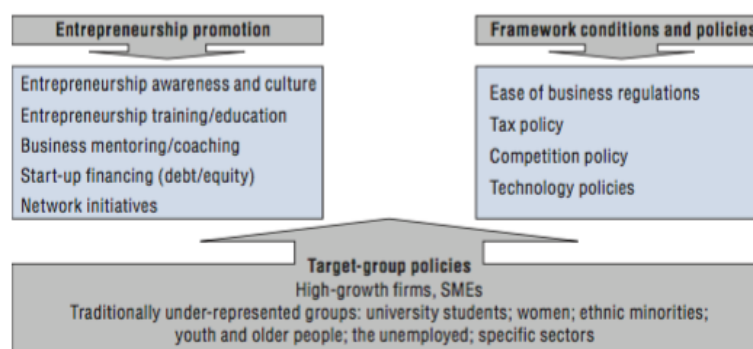 Entrepreneurship promotion
Entrepreneurship awareness and culture
Entrepreneurship training/education
Business mentoring/coaching
Start-up financing (debt/equity)
Network initiatives
Framework conditions and policies
Ease of business regulations
Tax policy
Competition policy
Technology policies
Target-group policies
High-growth firms, SMEs
Traditionally under-represented groups: university students; women; ethnic minorities;
youth and older people; the unemployed; specific sectors